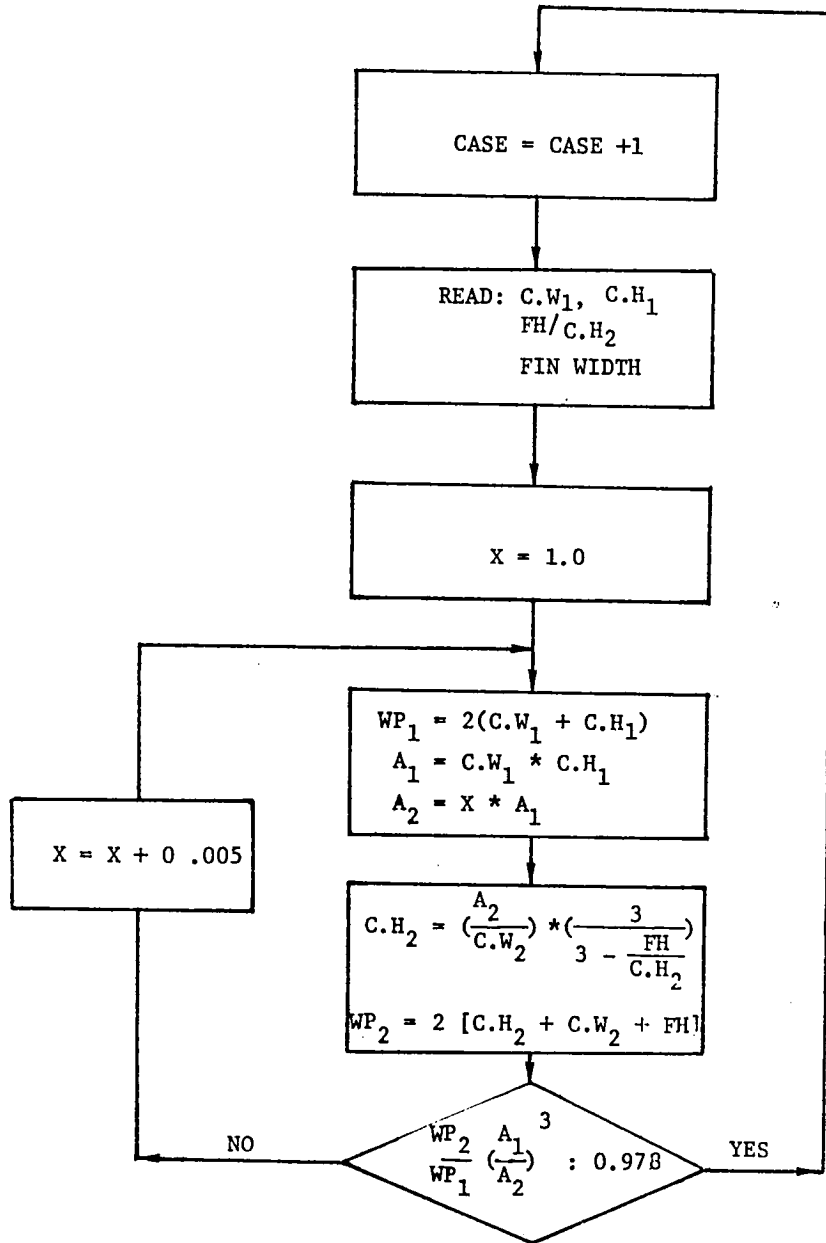 CASE = CASE +1
READ: C.W₁, C.H₁
FH/C.H₂
FIN WIDTH
X = 1.0
WP₁ = 2(C.W₁ + C.H₁)
A₁ = C.W₁ * C.H₁
A₂ = X * A₁
X = X + 0 .005
C.H₂ = (A₂/C.W₂) *(3/(3 - FH/C.H₂))
WP₂ = 2 [C.H₂ + C.W₂ + FH]
NO
WP₂/WP₁ (A₁/A₂)³ : 0.978
YES